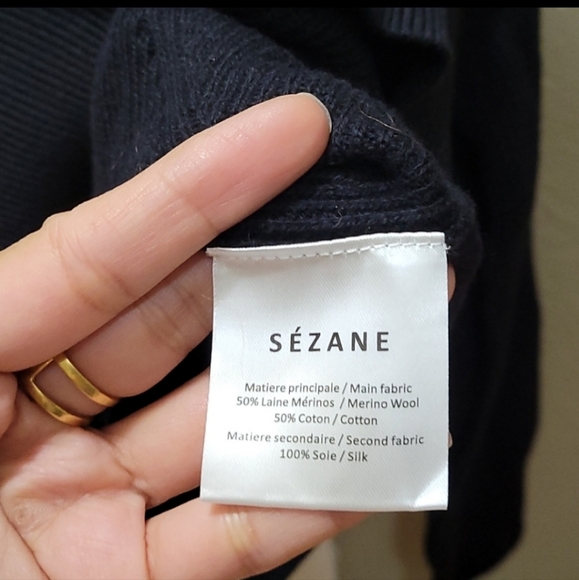 SÉZANE
Matiere principale / Main fabric
50% Laine Mérinos / Merino Wool
50% Coton / Cotton
Matiere secondaire / Second fabric
100% Soie / Silk